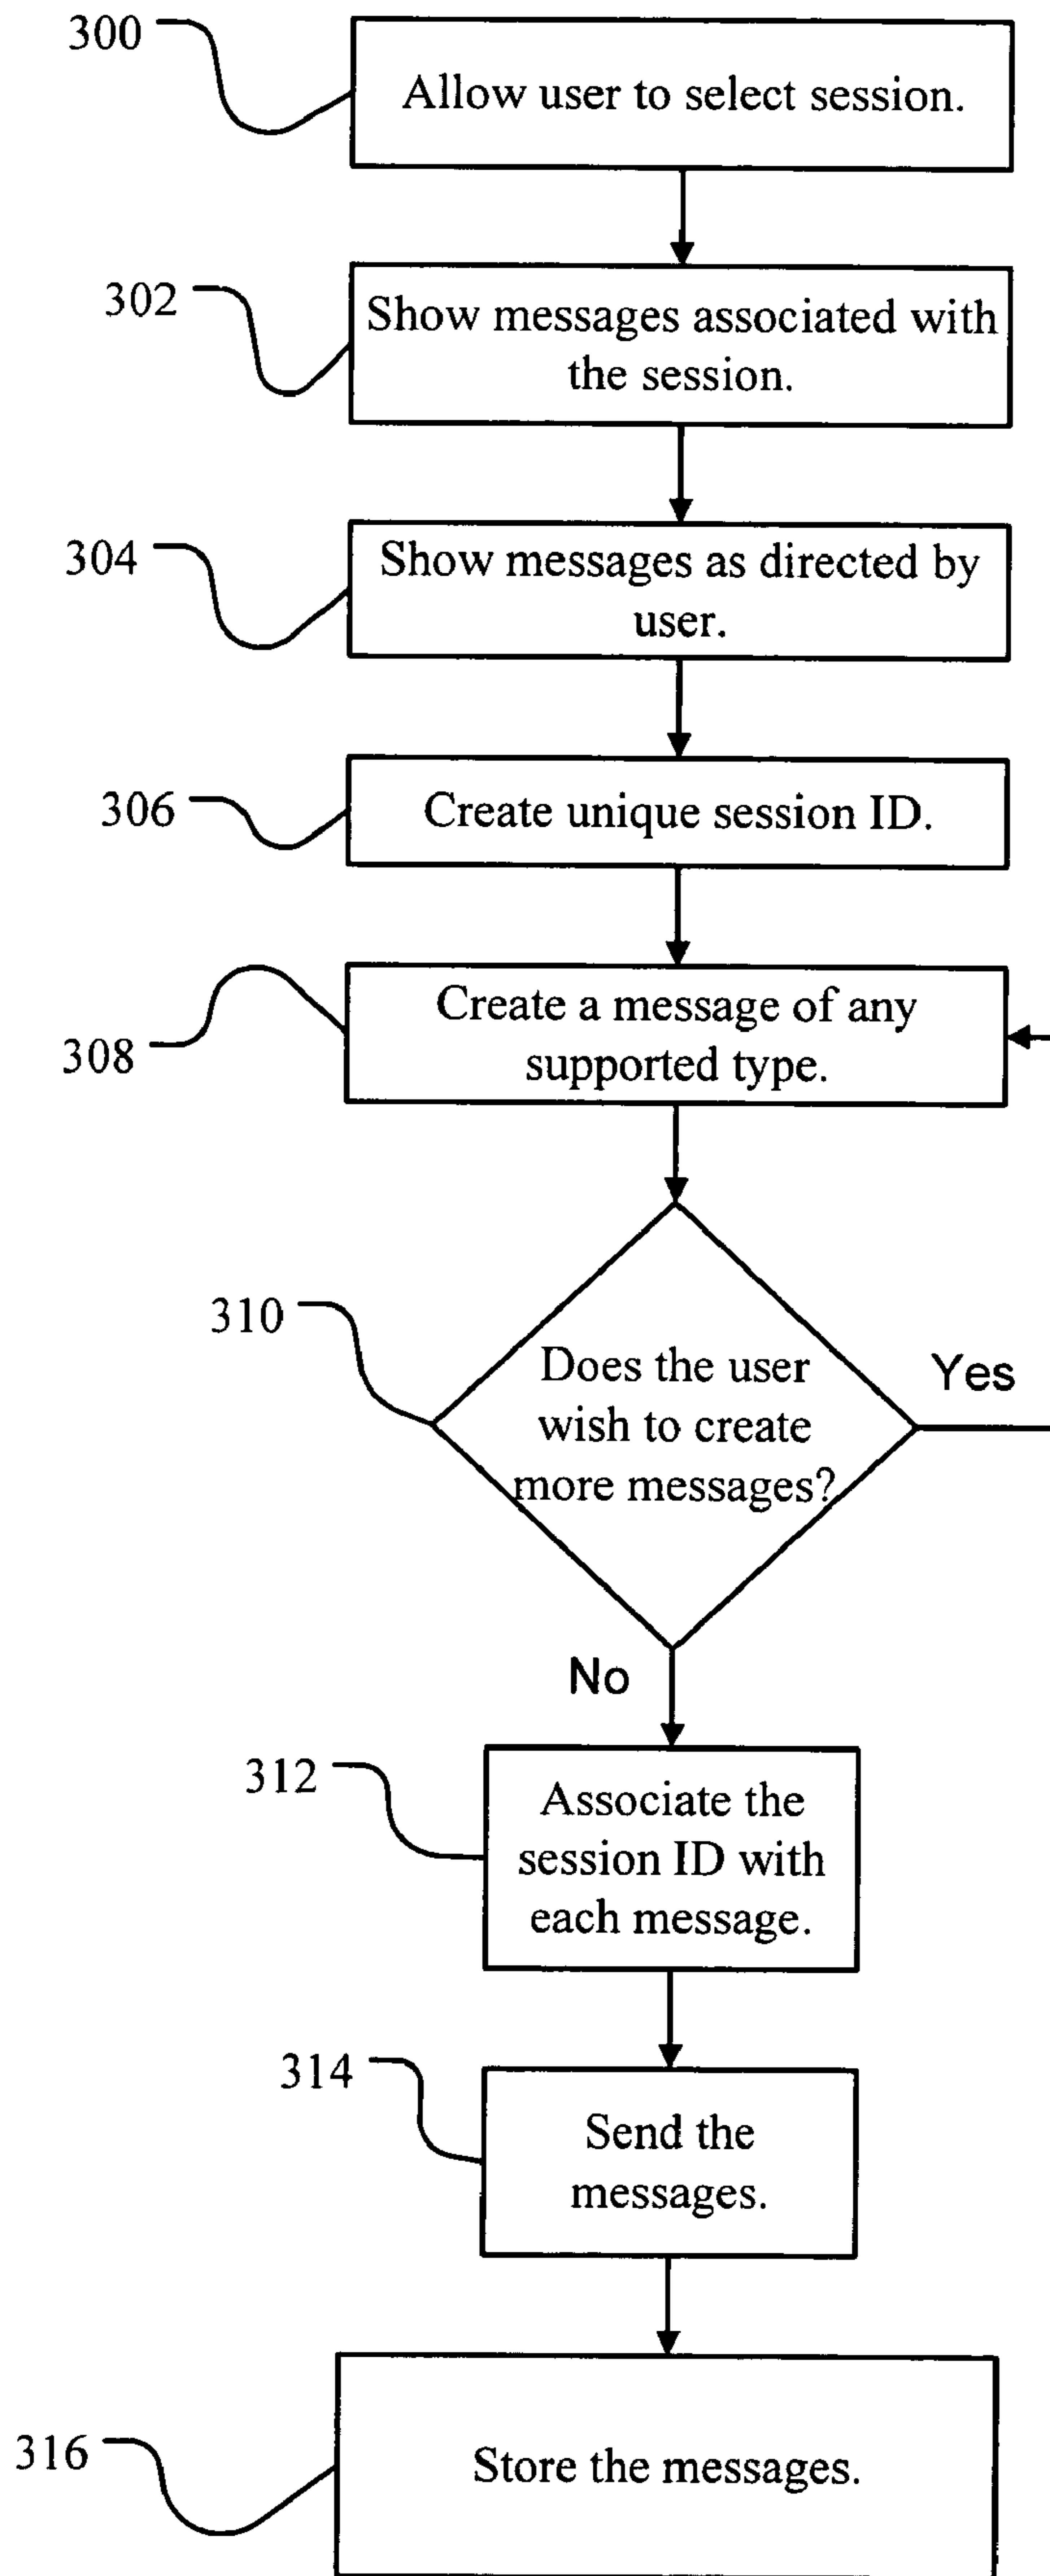 300
Allow user to select session.
302
Show messages associated with
the session.
304
Show messages as directed by
user.
306
Create unique session ID.
308
Create a message of any
supported type.
310
Does the user
wish to create
more messages?
Yes
No
312
Associate the
session ID with
each message.
314
Send the
messages.
316
Store the messages.